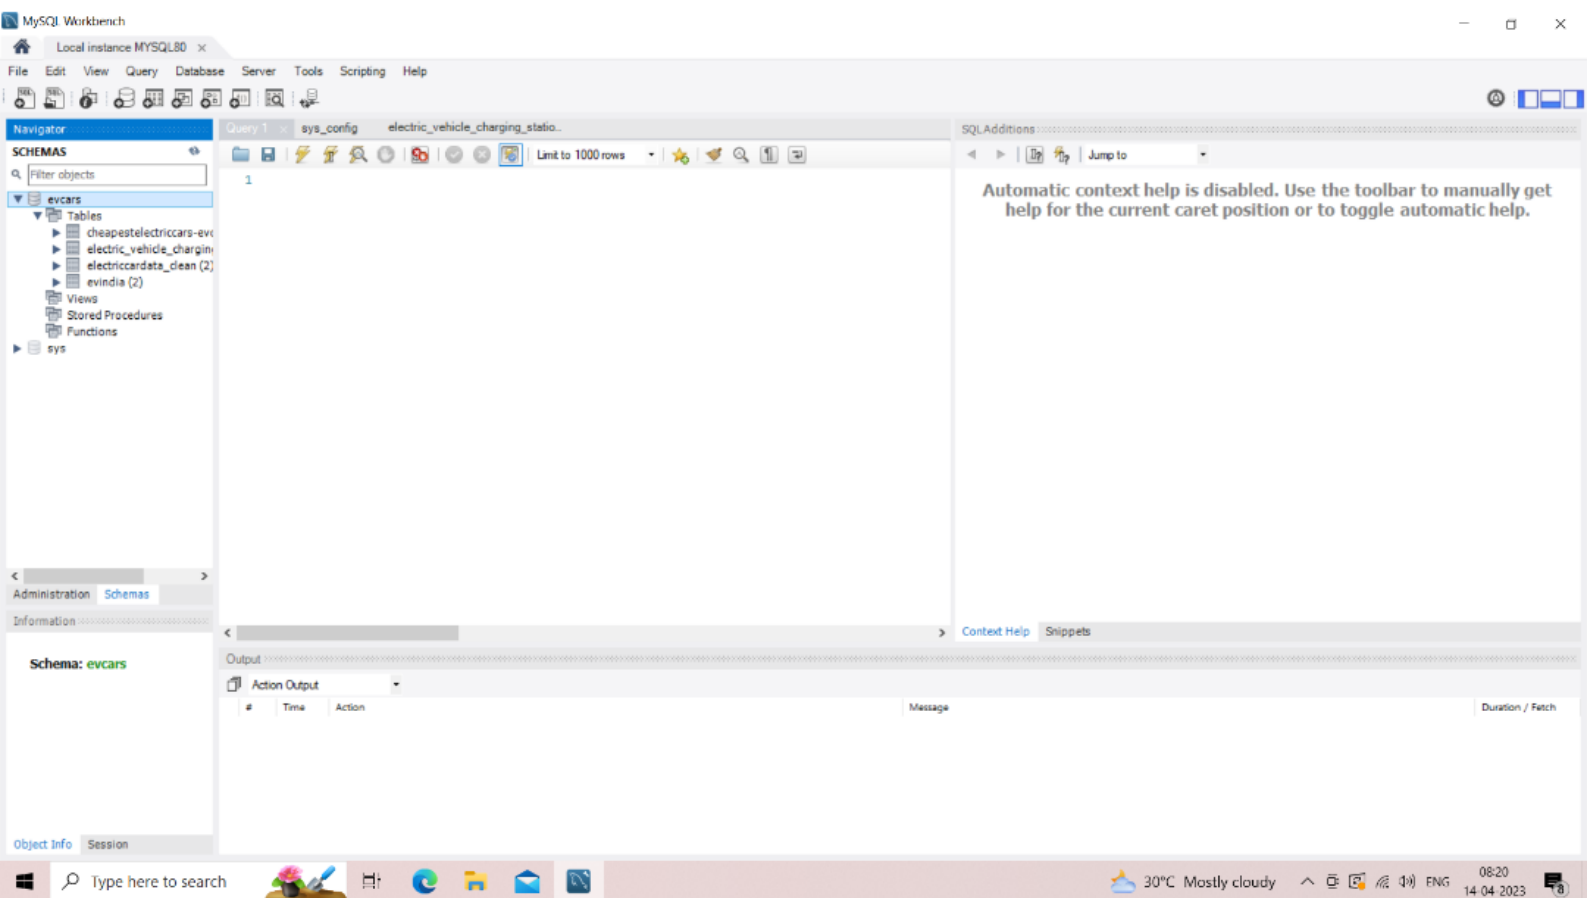 MySQL Workbench
Local instance MYSQL80
File Edit View Query Database Server Tools Scripting Help
Navigator
SCHEMAS
Filter objects
evcars
Tables
cheapestelectriccars-evc
electric_vehicle_chargin
electriccardata_clean (2)
evindia (2)
Views
Stored Procedures
Functions
sys
Administration Schemas
Information
Schema: evcars
Object Info Session
Query 1 sys_config electric_vehicle_charging_statio...
Limit to 1000 rows
1
SQLAdditions
Jump to
Automatic context help is disabled. Use the toolbar to manually get
help for the current caret position or to toggle automatic help.
Context Help Snippets
Output
Action Output
# Time Action Message Duration / Fetch
Type here to search
30°C Mostly cloudy
ENG
08:20
14-04-2023
8